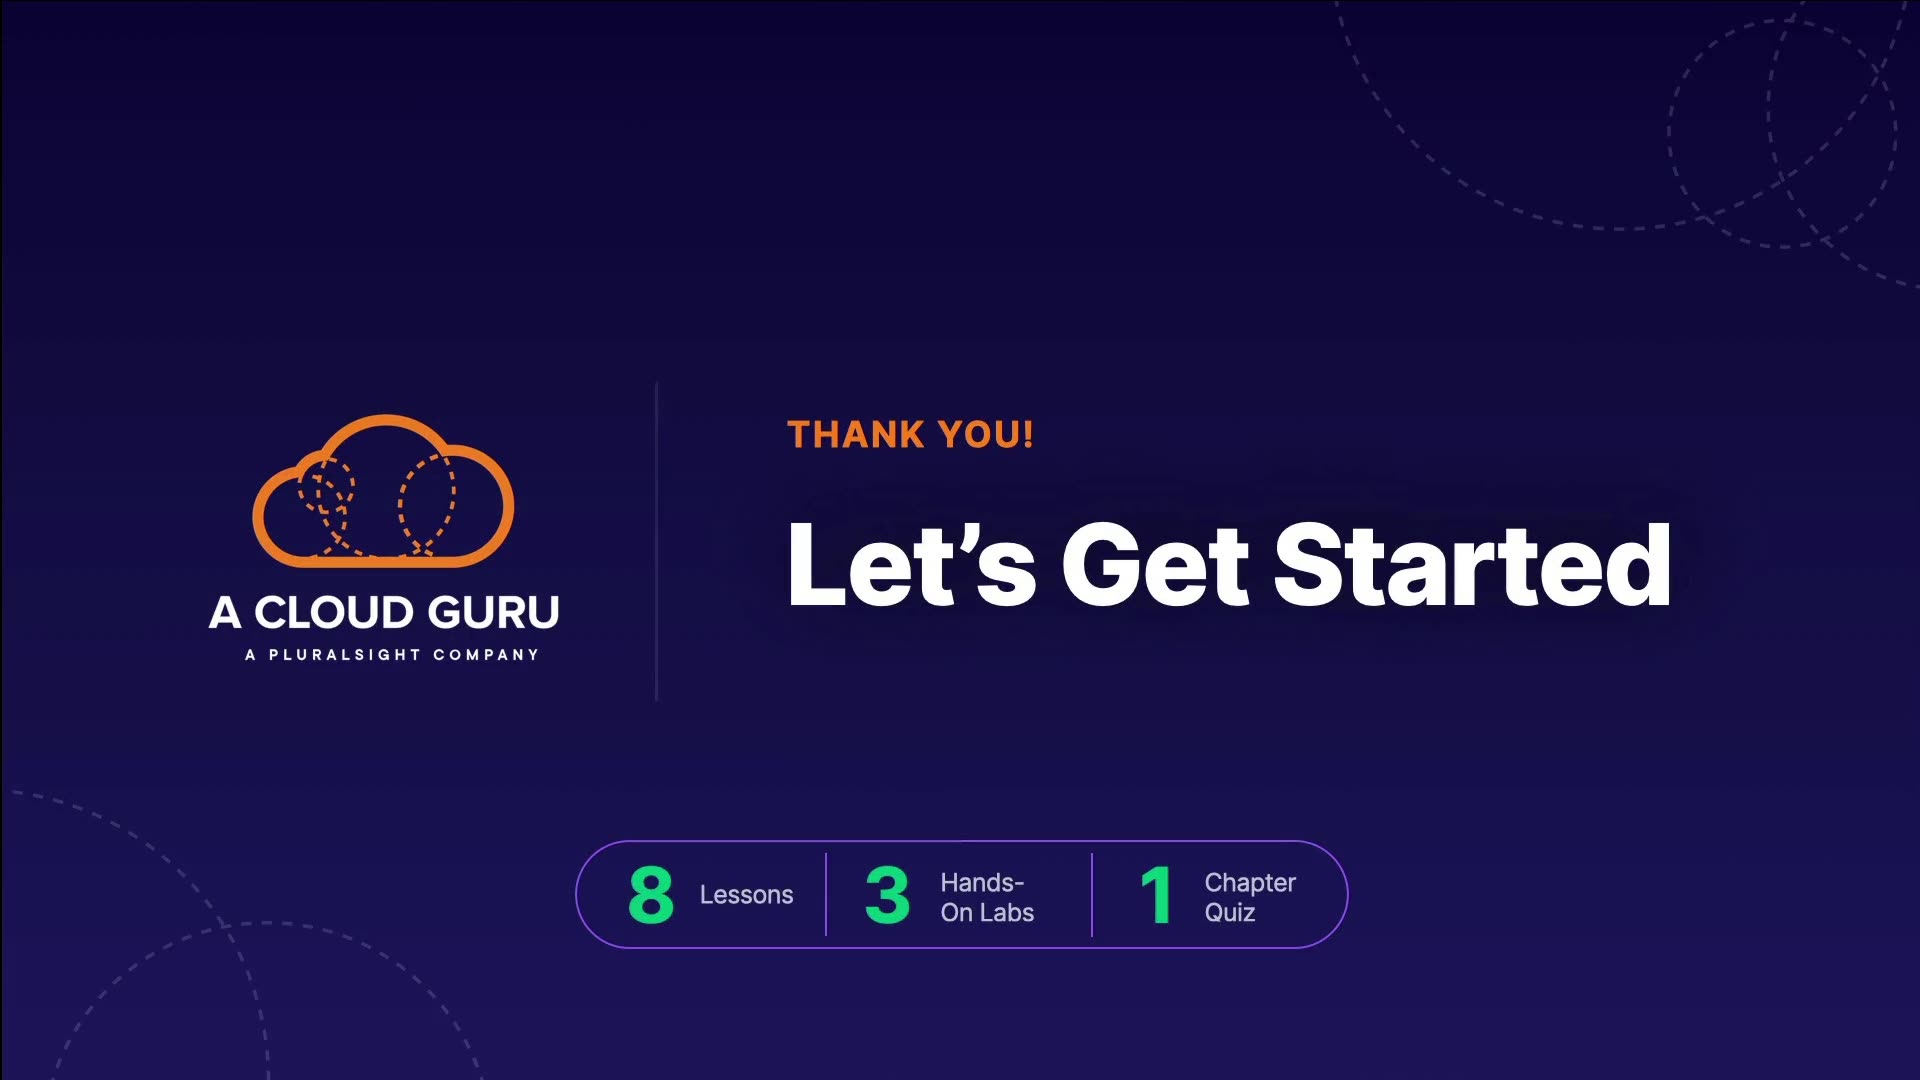 A CLOUD GURU
A PLURALSIGHT COMPANY
THANK YOU!
Let’s Get Started
8 Lessons
3 Hands-
On Labs
1 Chapter
Quiz